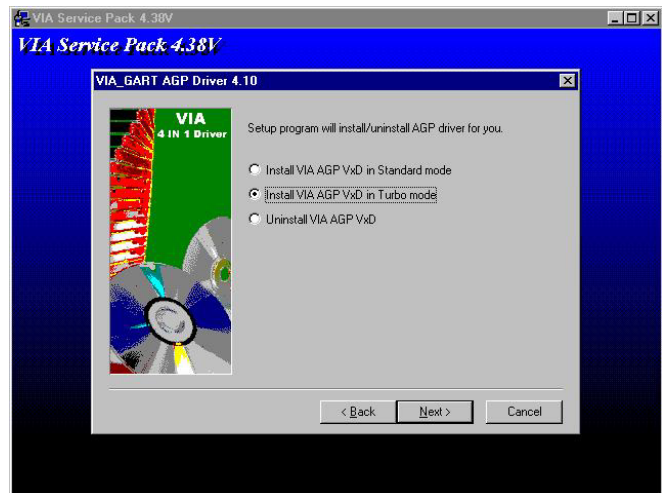 VIA Service Pack 4.38V
VIA Service Pack 4.38V
VIA_GART AGP Driver 4.10
VIA
4 IN 1 Driver
Setup program will install/uninstall AGP driver for you.
Install VIA AGP VxD in Standard mode
Install VIA AGP VxD in Turbo mode
Uninstall VIA AGP VxD
< Back
Next >
Cancel